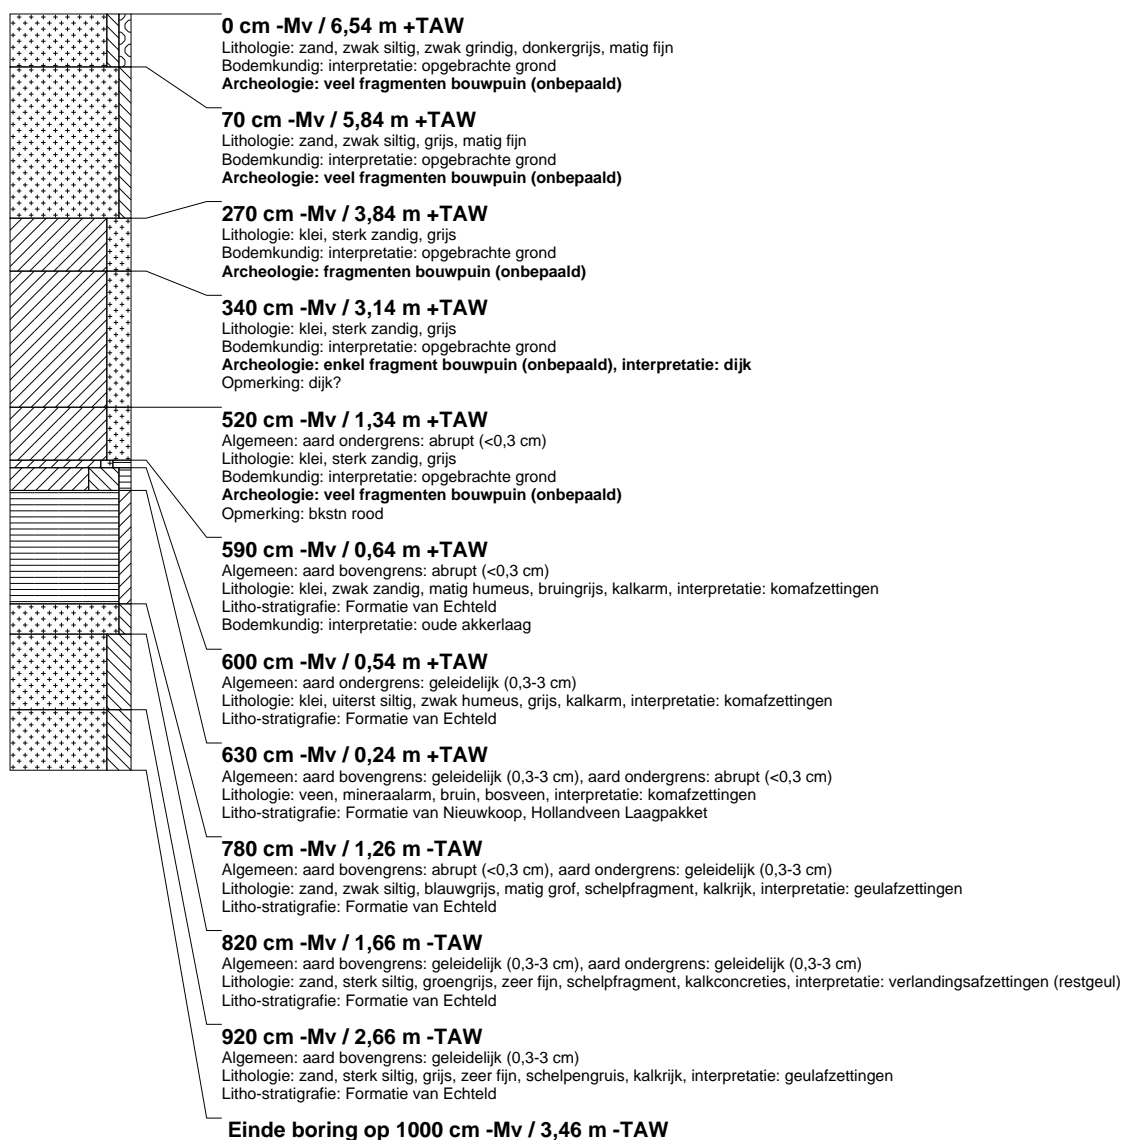 0 cm -Mv / 6,54 m +TAW
Lithologie: zand, zwak siltig, zwak grindig, donkergrijs, matig fijn
Bodemkundig: interpretatie: opgebrachte grond
Archeologie: veel fragmenten bouwpuin (onbepaald)
70 cm -Mv / 5,84 m +TAW
Lithologie: zand, zwak siltig, grijs, matig fijn
Bodemkundig: interpretatie: opgebrachte grond
Archeologie: veel fragmenten bouwpuin (onbepaald)
270 cm -Mv / 3,84 m +TAW
Lithologie: klei, sterk zandig, grijs
Bodemkundig: interpretatie: opgebrachte grond
Archeologie: fragmenten bouwpuin (onbepaald)
340 cm -Mv / 3,14 m +TAW
Lithologie: klei, sterk zandig, grijs
Bodemkundig: interpretatie: opgebrachte grond
Archeologie: enkel fragment bouwpuin (onbepaald), interpretatie: dijk
Opmerking: dijk?
520 cm -Mv / 1,34 m +TAW
Algemeen: aard ondergrens: abrupt (<0,3 cm)
Lithologie: klei, sterk zandig, grijs
Bodemkundig: interpretatie: opgebrachte grond
Archeologie: veel fragmenten bouwpuin (onbepaald)
Opmerking: bkstn rood
590 cm -Mv / 0,64 m +TAW
Algemeen: aard bovengrens: abrupt (<0,3 cm)
Lithologie: klei, zwak zandig, matig humeus, bruingrijs, kalkarm, interpretatie: komafzettingen
Litho-stratigrafie: Formatie van Echteld
Bodemkundig: interpretatie: oude akkerlaag
600 cm -Mv / 0,54 m +TAW
Algemeen: aard ondergrens: geleidelijk (0,3-3 cm)
Lithologie: klei, uiterst siltig, zwak humeus, grijs, kalkarm, interpretatie: komafzettingen
Litho-stratigrafie: Formatie van Echteld
630 cm -Mv / 0,24 m +TAW
Algemeen: aard bovengrens: geleidelijk (0,3-3 cm), aard ondergrens: abrupt (<0,3 cm)
Lithologie: veen, mineraalarm, bruin, bosveen, interpretatie: komafzettingen
Litho-stratigrafie: Formatie van Nieuwkoop, Hollandveen Laagpakket
780 cm -Mv / 1,26 m -TAW
Algemeen: aard bovengrens: abrupt (<0,3 cm), aard ondergrens: geleidelijk (0,3-3 cm)
Lithologie: zand, zwak siltig, blauwgrijs, matig grof, schelpfragment, kalkrijk, interpretatie: geulafzettingen
Litho-stratigrafie: Formatie van Echteld
820 cm -Mv / 1,66 m -TAW
Algemeen: aard bovengrens: geleidelijk (0,3-3 cm), aard ondergrens: geleidelijk (0,3-3 cm)
Lithologie: zand, sterk siltig, groengrijs, zeer fijn, schelpfragment, kalkconcreties, interpretatie: verlandingsafzettingen (restgeul)
Litho-stratigrafie: Formatie van Echteld
920 cm -Mv / 2,66 m -TAW
Algemeen: aard bovengrens: geleidelijk (0,3-3 cm)
Lithologie: zand, sterk siltig, grijs, zeer fijn, schelpengruis, kalkrijk, interpretatie: geulafzettingen
Litho-stratigrafie: Formatie van Echteld
Einde boring op 1000 cm -Mv / 3,46 m -TAW